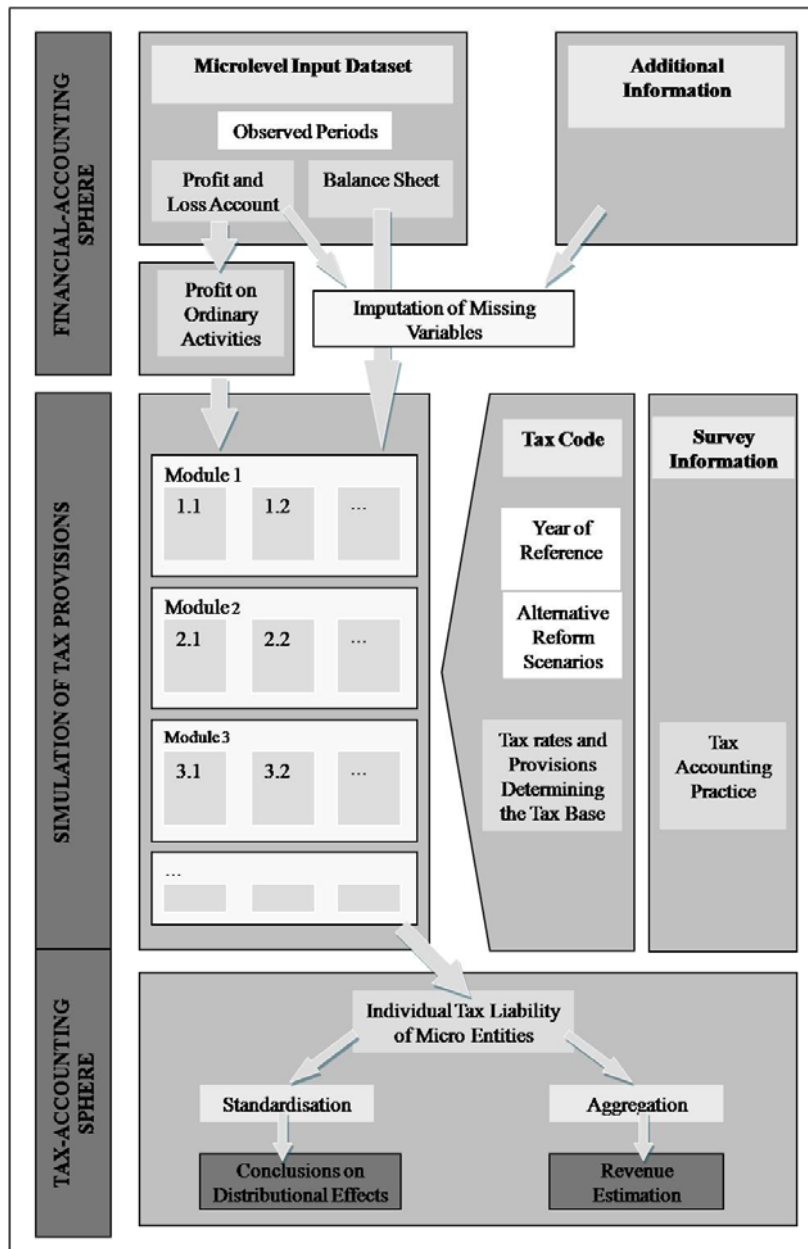 FINANCIAL-ACCOUNTING
SPHERE
Microlevel Input Dataset
Observed Periods
Profit and
Loss Account
Balance Sheet
Additional
Information
Profit on
Ordinary
Activities
Imputation of Missing
Variables
SIMULATION OF TAX PROVISIONS
Module 1
1.1
1.2
...
Module 2
2.1
2.2
...
Module 3
3.1
3.2
...
...
Tax Code
Year of
Reference
Alternative
Reform
Scenarios
Tax rates and
Provisions
Determining
the Tax Base
Survey
Information
Tax
Accounting
Practice
TAX-ACCOUNTING
SPHERE
Individual Tax Liability
of Micro Entities
Standardisation
Aggregation
Conclusions on
Distributional Effects
Revenue
Estimation